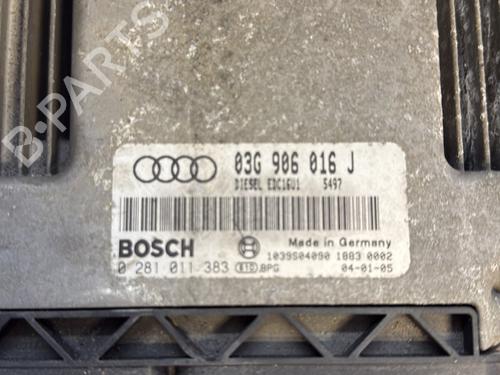 B-PARTS
03G 906 016 J
DIESEL EDC16U1 5497
BOSCH
Made in Germany
1039S04090 1883 0002
0 281 011 383 BPG 04-01-05